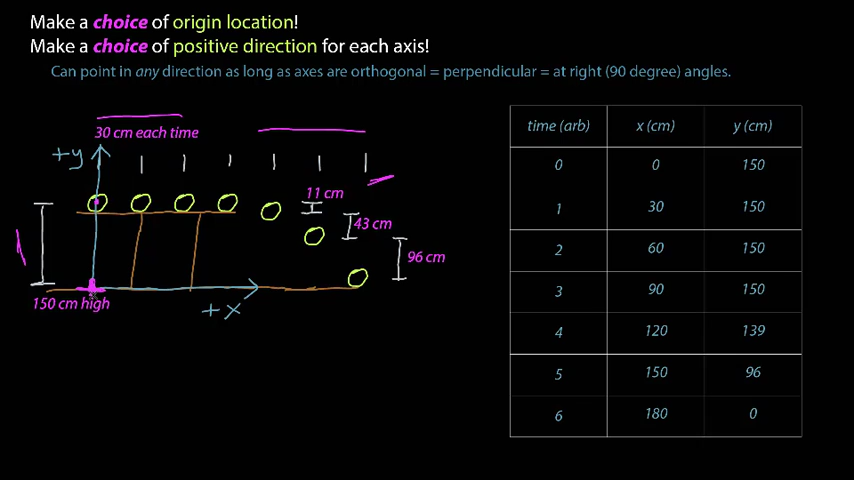 Make a choice of origin location!
Make a choice of positive direction for each axis!
Can point in any direction as long as axes are orthogonal = perpendicular = at right (90 degree) angles.
30 cm each time
+y
11 cm
43 cm
96 cm
150 cm high
+x
time (arb) x (cm) y (cm)
0 0 150
1 30 150
2 60 150
3 90 150
4 120 139
5 150 96
6 180 0